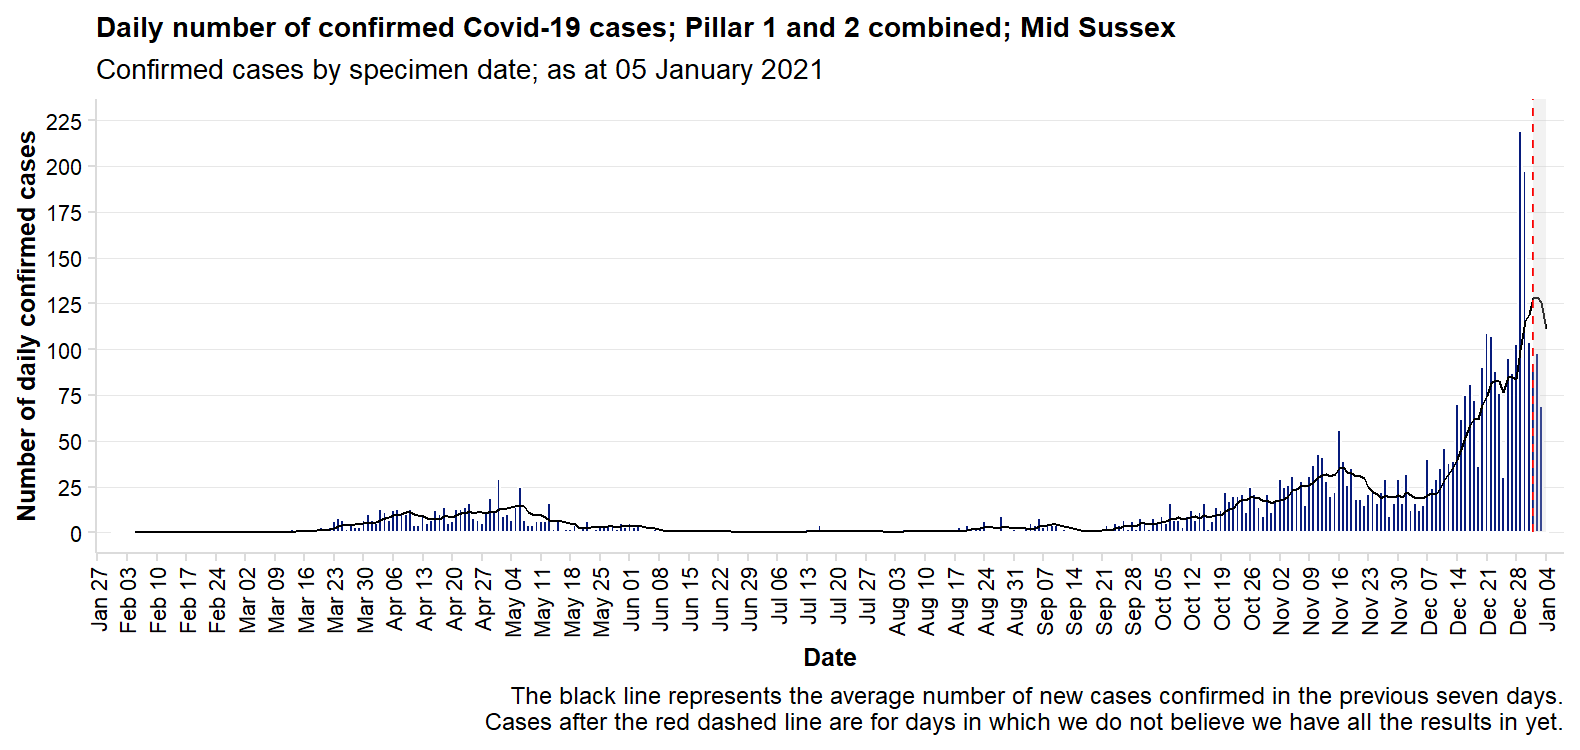 Daily number of confirmed Covid-19 cases; Pillar 1 and 2 combined; Mid Sussex
Confirmed cases by specimen date; as at 05 January 2021
Number of daily confirmed cases
225
200
175
150
125
100
75
50
25
0
Jan 27
Feb 03
Feb 10
Feb 17
Feb 24
Mar 02
Mar 09
Mar 16
Mar 23
Mar 30
Apr 06
Apr 13
Apr 20
Apr 27
May 04
May 11
May 18
May 25
Jun 01
Jun 08
Jun 15
Jun 22
Jun 29
Jul 06
Jul 13
Jul 20
Jul 27
Aug 03
Aug 10
Aug 17
Aug 24
Aug 31
Sep 07
Sep 14
Sep 21
Sep 28
Oct 05
Oct 12
Oct 19
Oct 26
Nov 02
Nov 09
Nov 16
Nov 23
Nov 30
Dec 07
Dec 14
Dec 21
Dec 28
Jan 04
Date
The black line represents the average number of new cases confirmed in the previous seven days.
Cases after the red dashed line are for days in which we do not believe we have all the results in yet.